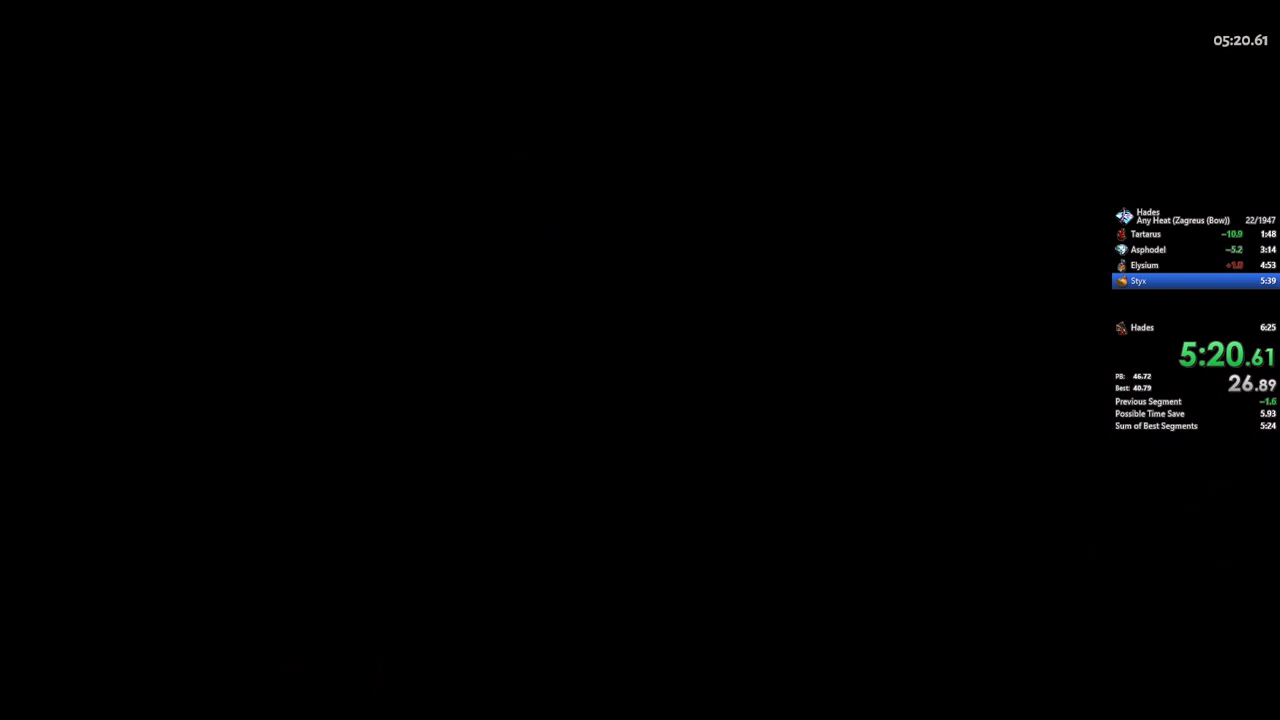 05:20.61
Hades
Any Heat (Zagreus (Bow)) 22/1947
Tartarus -10.9 1:48
Asphodel -5.2 3:14
Elysium +1.0 4:53
Styx 5:39
Hades 6:25
5:20.61
PB: 46.72
Best: 40.79
26.89
Previous Segment -1.6
Possible Time Save 5.93
Sum of Best Segments 5:24